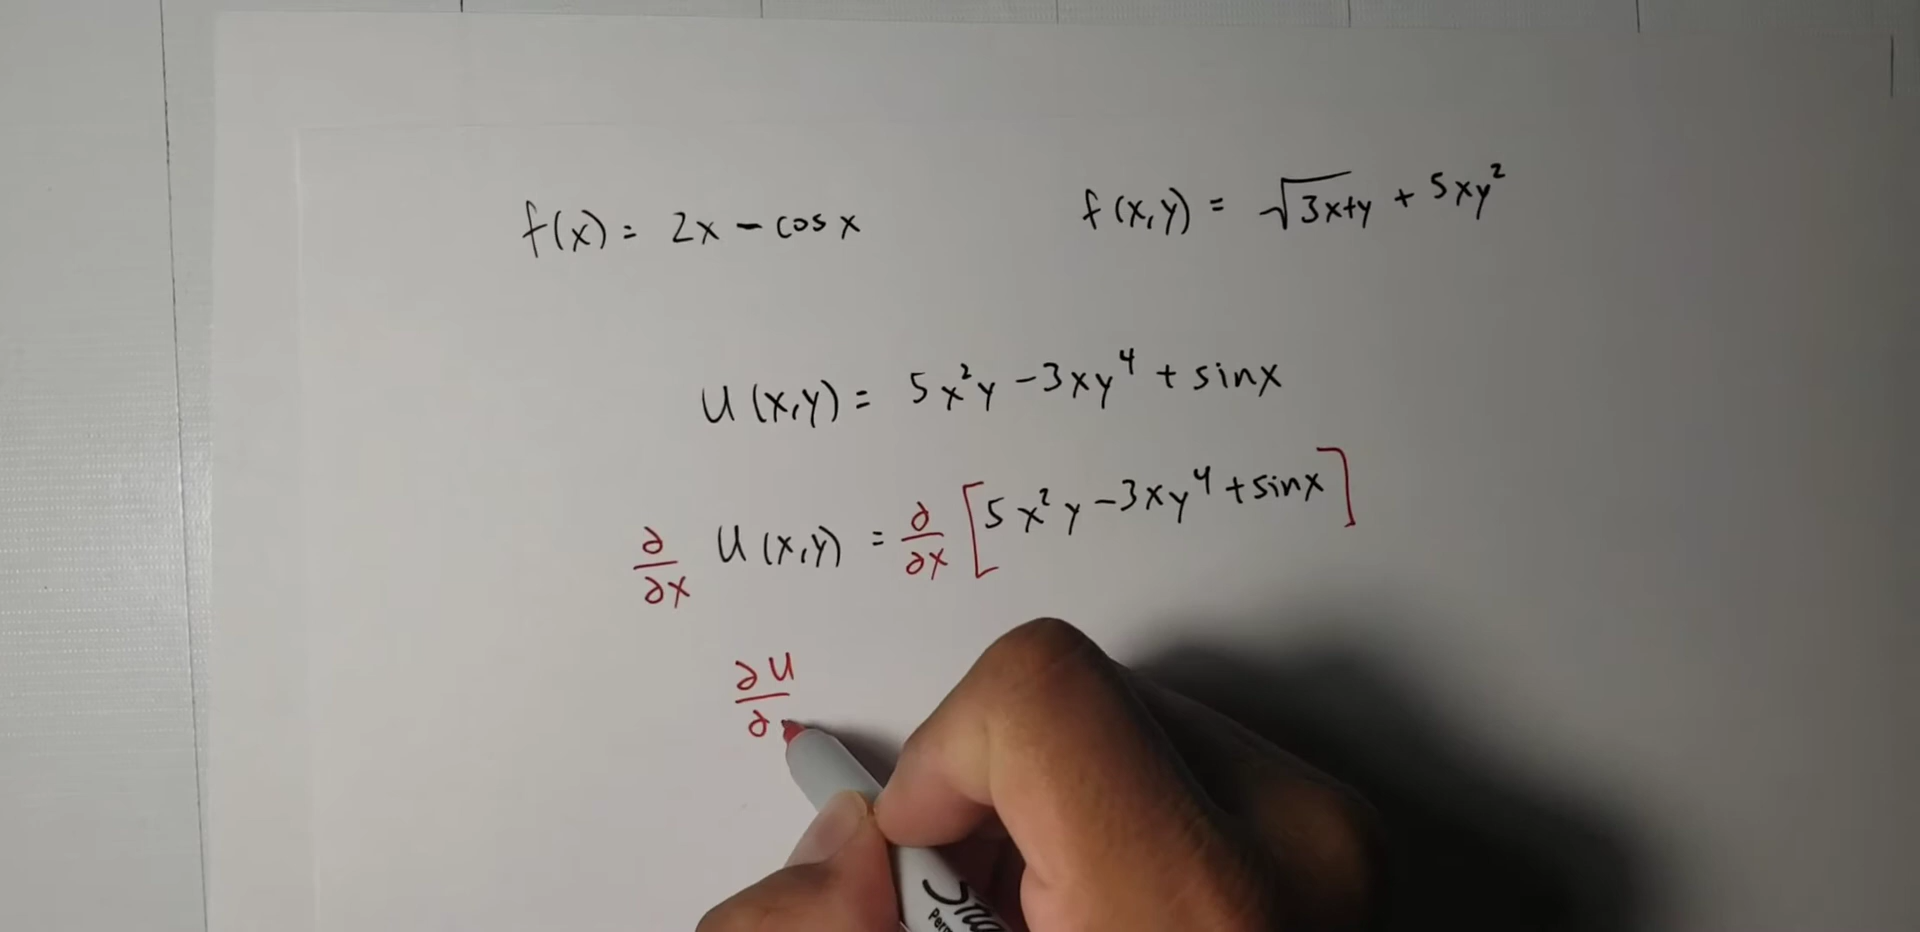 f(x) = 2x - cos x
f(x,y) = √3x+y + 5xy²
U(x,y) = 5x²y - 3xy⁴ + sinx
∂/∂x U(x,y) = ∂/∂x [5x²y - 3xy⁴ + sinx]
∂U/∂